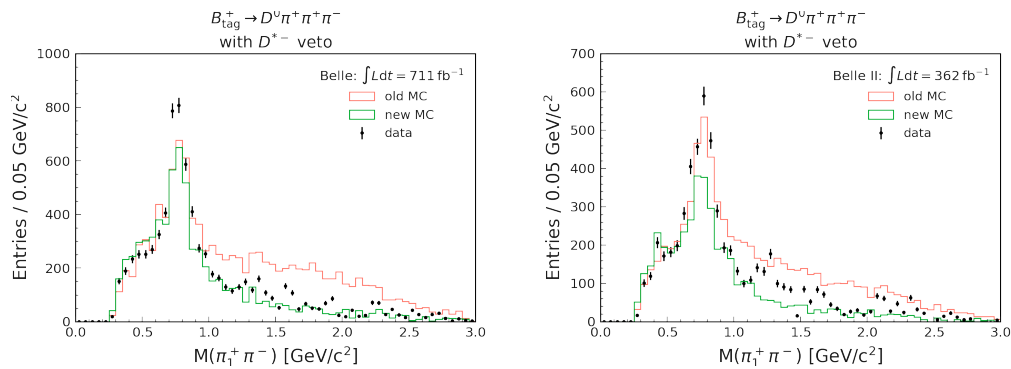 B⁺tag → D⁰π⁺π⁺π⁻
with D*⁻ veto
Entries / 0.05 GeV/c²
1000
800
600
400
200
0
Belle: ∫Ldt = 711 fb⁻¹
old MC
new MC
data
0.0 0.5 1.0 1.5 2.0 2.5 3.0
M(π₁⁺π⁻) [GeV/c²]
B⁺tag → D⁰π⁺π⁺π⁻
with D*⁻ veto
Entries / 0.05 GeV/c²
700
600
500
400
300
200
100
0
Belle II: ∫Ldt = 362 fb⁻¹
old MC
new MC
data
0.0 0.5 1.0 1.5 2.0 2.5 3.0
M(π₁⁺π⁻) [GeV/c²]